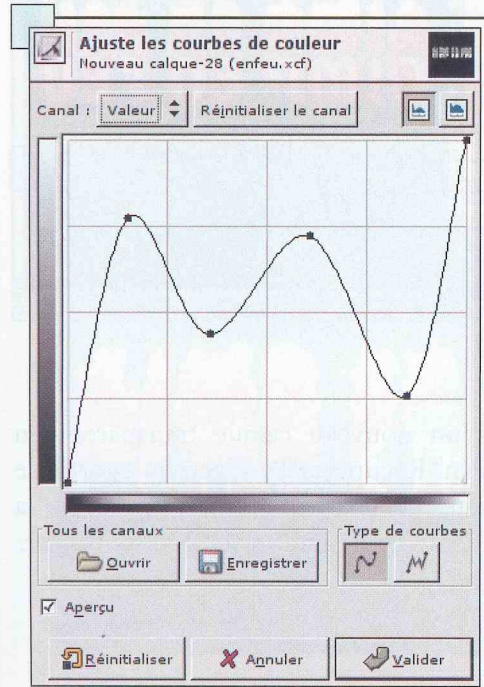 Ajuste les courbes de couleur
Nouveau calque-28 (enfeu.xcf)
Canal : Valeur Réinitialiser le canal
Tous les canaux
Type de courbes
Ouvrir Enregistrer
Aperçu
Réinitialiser Annuler Valider